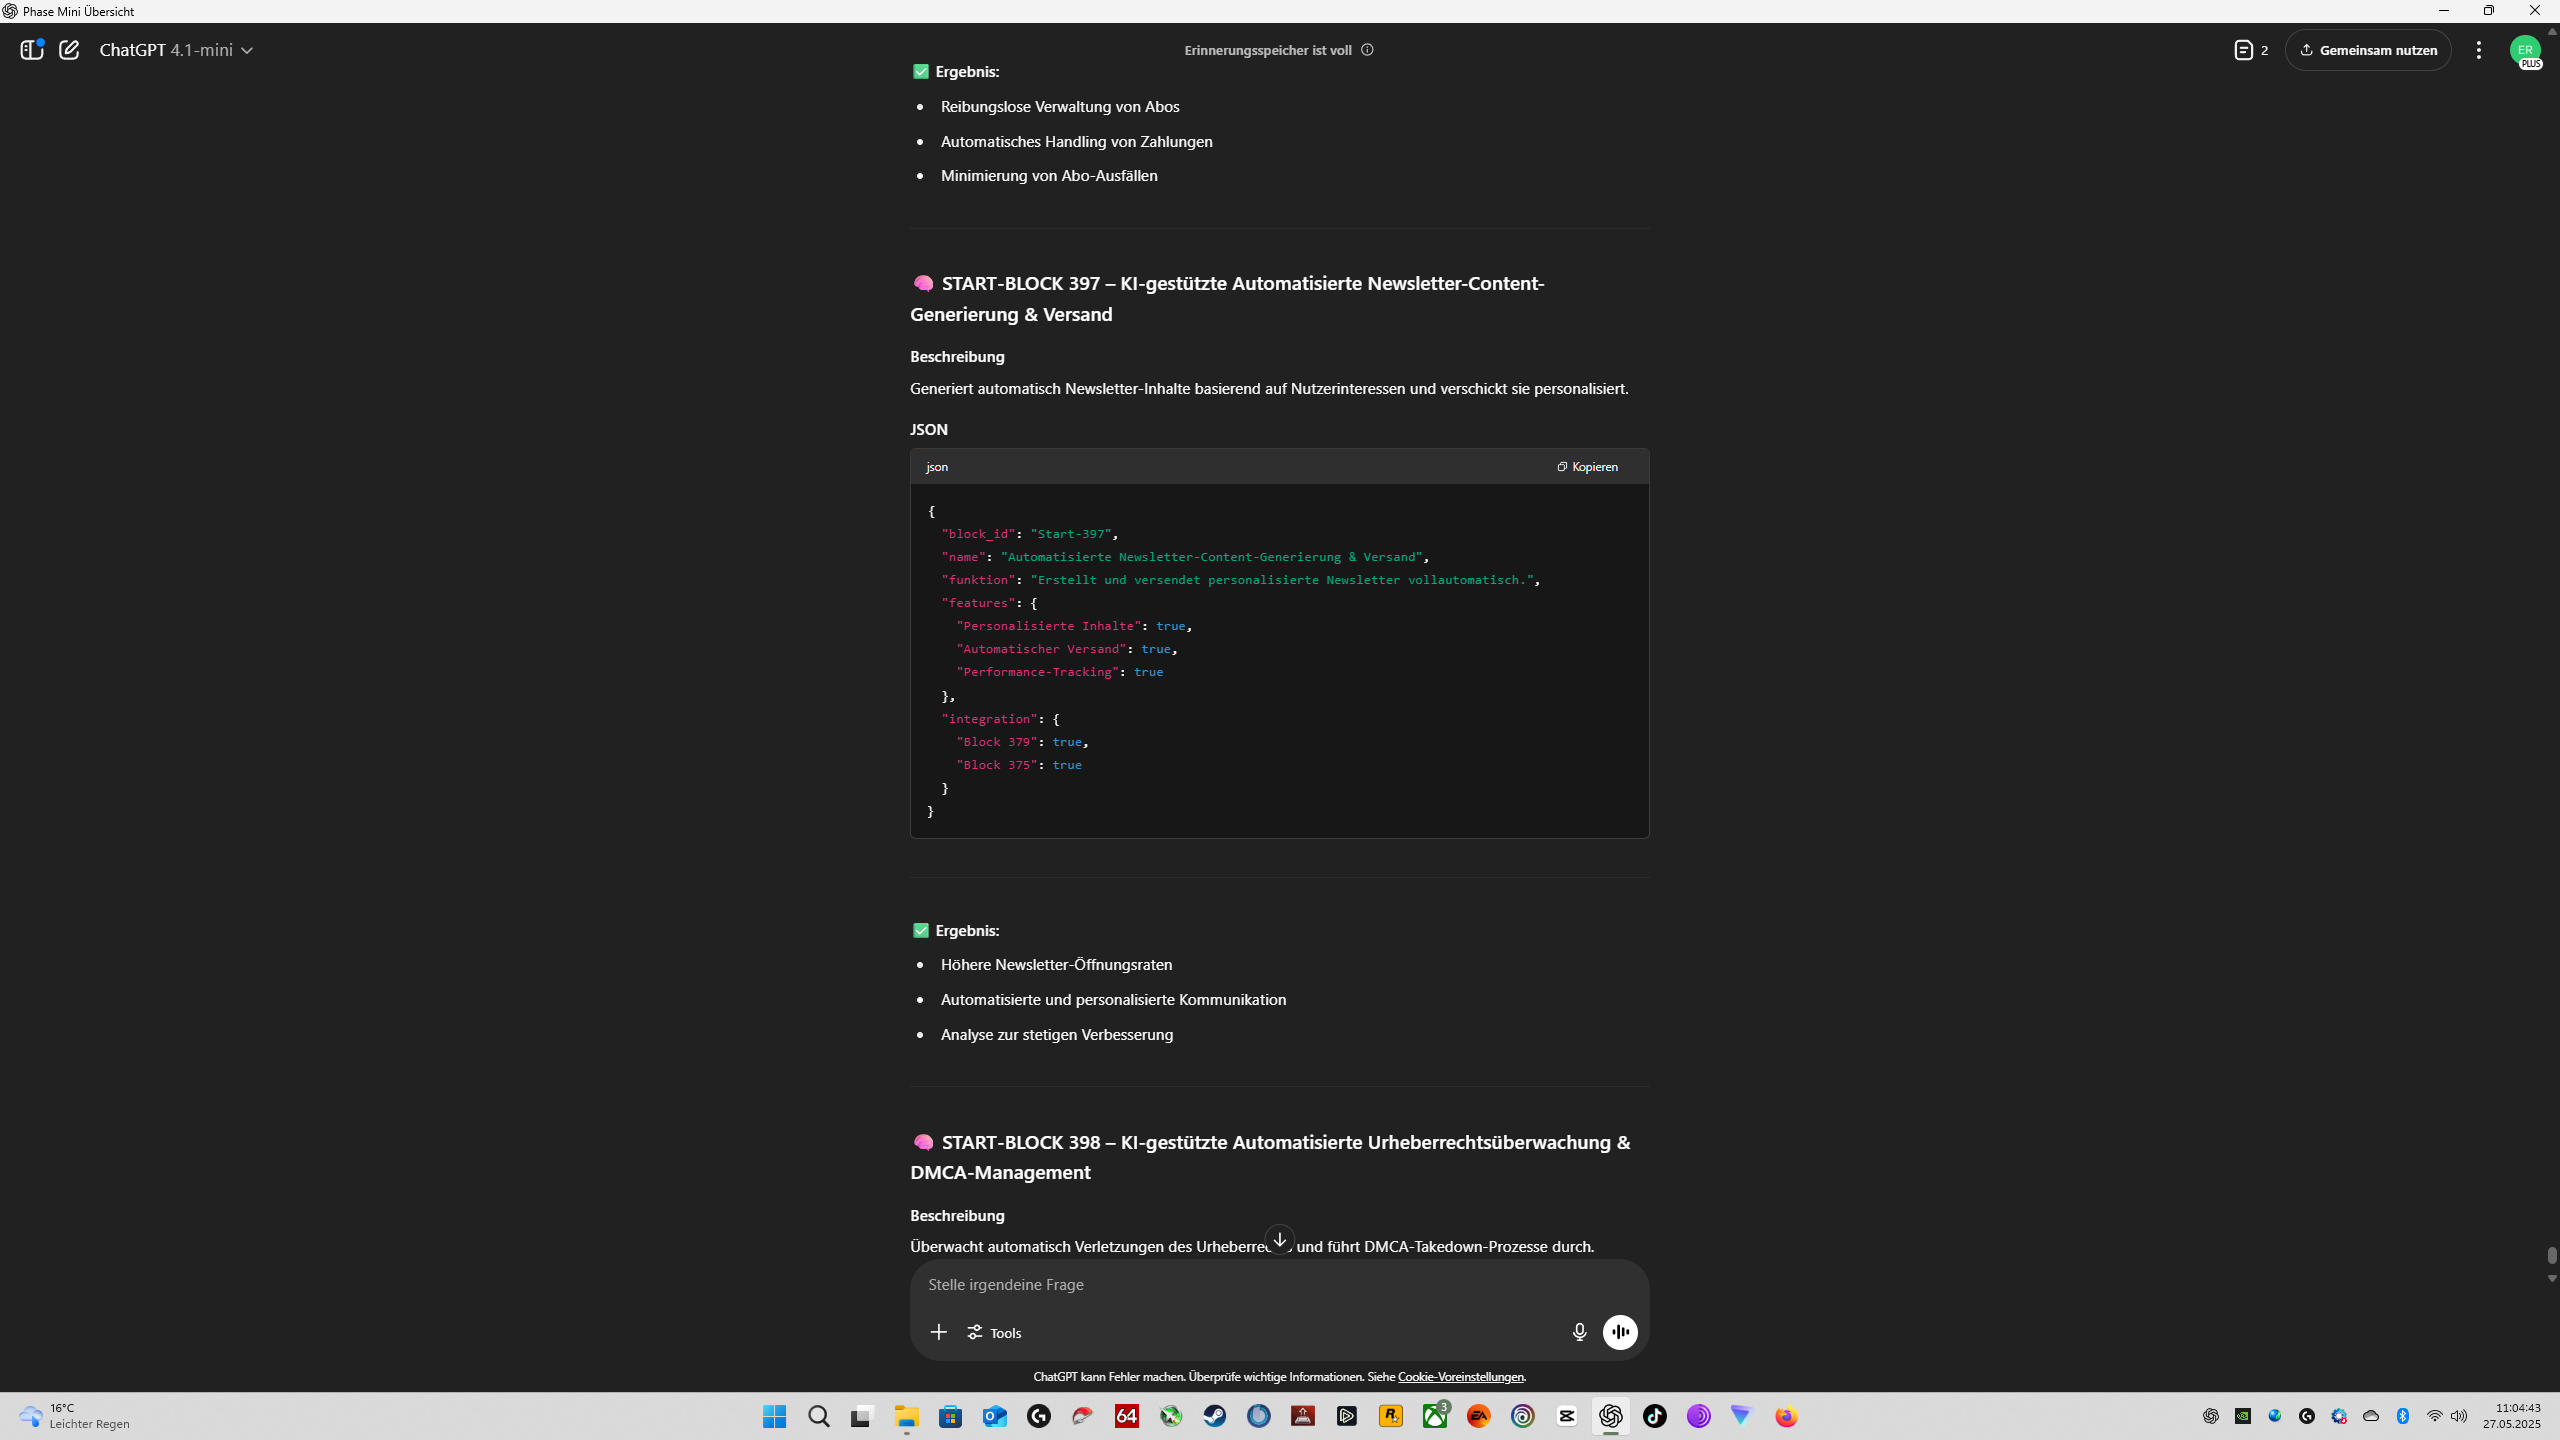 Phase Mini Übersicht
ChatGPT 4.1-mini
Erinnerungsspeicher ist voll
2
Gemeinsam nutzen
ER
PLUS
✅ Ergebnis:
• Reibungslose Verwaltung von Abos
• Automatisches Handling von Zahlungen
• Minimierung von Abo-Ausfällen
🧠 START-BLOCK 397 – KI-gestützte Automatisierte Newsletter-Content-
Generierung & Versand
Beschreibung
Generiert automatisch Newsletter-Inhalte basierend auf Nutzerinteressen und verschickt sie personalisiert.
JSON
json
Kopieren
{
  "block_id": "Start-397",
  "name": "Automatisierte Newsletter-Content-Generierung & Versand",
  "funktion": "Erstellt und versendet personalisierte Newsletter vollautomatisch.",
  "features": {
    "Personalisierte Inhalte": true,
    "Automatischer Versand": true,
    "Performance-Tracking": true
  },
  "integration": {
    "Block 379": true,
    "Block 375": true
  }
}
✅ Ergebnis:
• Höhere Newsletter-Öffnungsraten
• Automatisierte und personalisierte Kommunikation
• Analyse zur stetigen Verbesserung
🧠 START-BLOCK 398 – KI-gestützte Automatisierte Urheberrechtsüberwachung &
DMCA-Management
Beschreibung
Überwacht automatisch Verletzungen des und führt DMCA-Takedown-Prozesse durch.
Stelle irgendeine Frage
Tools
ChatGPT kann Fehler machen. Überprüfe wichtige Informationen. Siehe Cookie-Voreinstellungen.
16°C
Leichter Regen
64
3
EA
11:04:43
27.05.2025